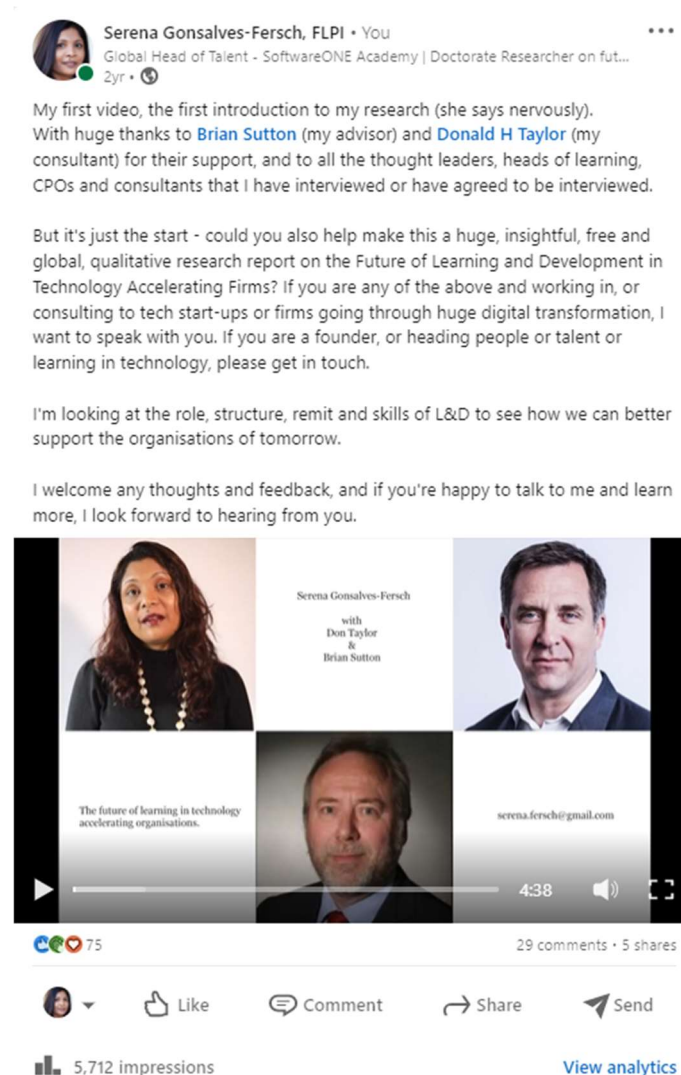 Serena Gonsalves-Fersch, FLPI • You
Global Head of Talent - SoftwareONE Academy | Doctorate Researcher on fut...
2yr •
My first video, the first introduction to my research (she says nervously).
With huge thanks to Brian Sutton (my advisor) and Donald H Taylor (my
consultant) for their support, and to all the thought leaders, heads of learning,
CPOs and consultants that I have interviewed or have agreed to be interviewed.
But it's just the start - could you also help make this a huge, insightful, free and
global, qualitative research report on the Future of Learning and Development in
Technology Accelerating Firms? If you are any of the above and working in, or
consulting to tech start-ups or firms going through huge digital transformation, I
want to speak with you. If you are a founder, or heading people or talent or
learning in technology, please get in touch.
I'm looking at the role, structure, remit and skills of L&D to see how we can better
support the organisations of tomorrow.
I welcome any thoughts and feedback, and if you're happy to talk to me and learn
more, I look forward to hearing from you.
Serena Gonsalves-Fersch
with
Don Taylor
&
Brian Sutton
The future of learning in technology
accelerating organisations.
serena.fersch@gmail.com
4:38
75
29 comments • 5 shares
Like
Comment
Share
Send
5,712 impressions
View analytics